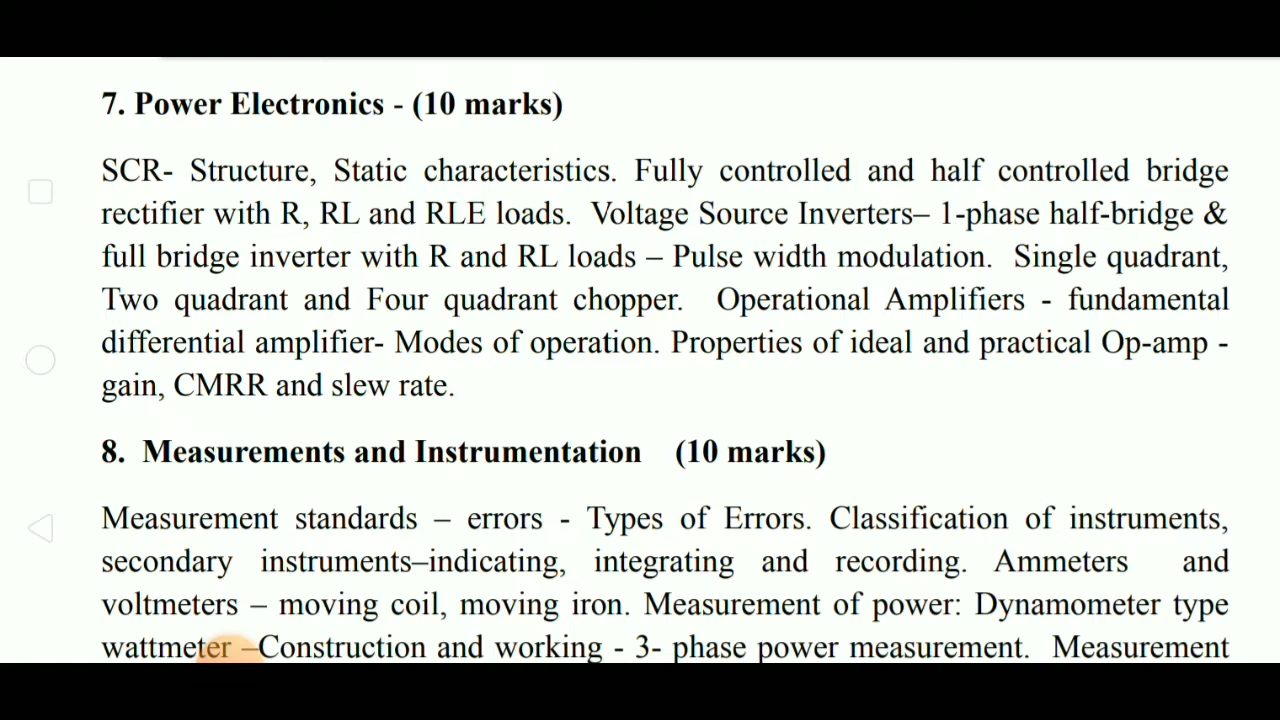 7. Power Electronics - (10 marks)
SCR- Structure, Static characteristics. Fully controlled and half controlled bridge
rectifier with R, RL and RLE loads. Voltage Source Inverters– 1-phase half-bridge &
full bridge inverter with R and RL loads – Pulse width modulation. Single quadrant,
Two quadrant and Four quadrant chopper. Operational Amplifiers - fundamental
differential amplifier- Modes of operation. Properties of ideal and practical Op-amp -
gain, CMRR and slew rate.
8. Measurements and Instrumentation (10 marks)
Measurement standards – errors - Types of Errors. Classification of instruments,
secondary instruments–indicating, integrating and recording. Ammeters and
voltmeters – moving coil, moving iron. Measurement of power: Dynamometer type
wattmeter –Construction and working - 3- phase power measurement. Measurement